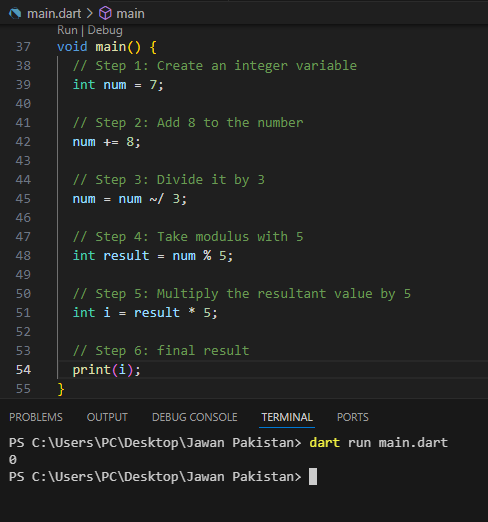 main.dart > main
Run | Debug
37 void main() {
38 // Step 1: Create an integer variable
39 int num = 7;
40
41 // Step 2: Add 8 to the number
42 num += 8;
43
44 // Step 3: Divide it by 3
45 num = num ~/ 3;
46
47 // Step 4: Take modulus with 5
48 int result = num % 5;
49
50 // Step 5: Multiply the resultant value by 5
51 int i = result * 5;
52
53 // Step 6: final result
54 print(i);
55 }
PROBLEMS OUTPUT DEBUG CONSOLE TERMINAL PORTS
PS C:\Users\PC\Desktop\Jawan Pakistan> dart run main.dart
0
PS C:\Users\PC\Desktop\Jawan Pakistan>